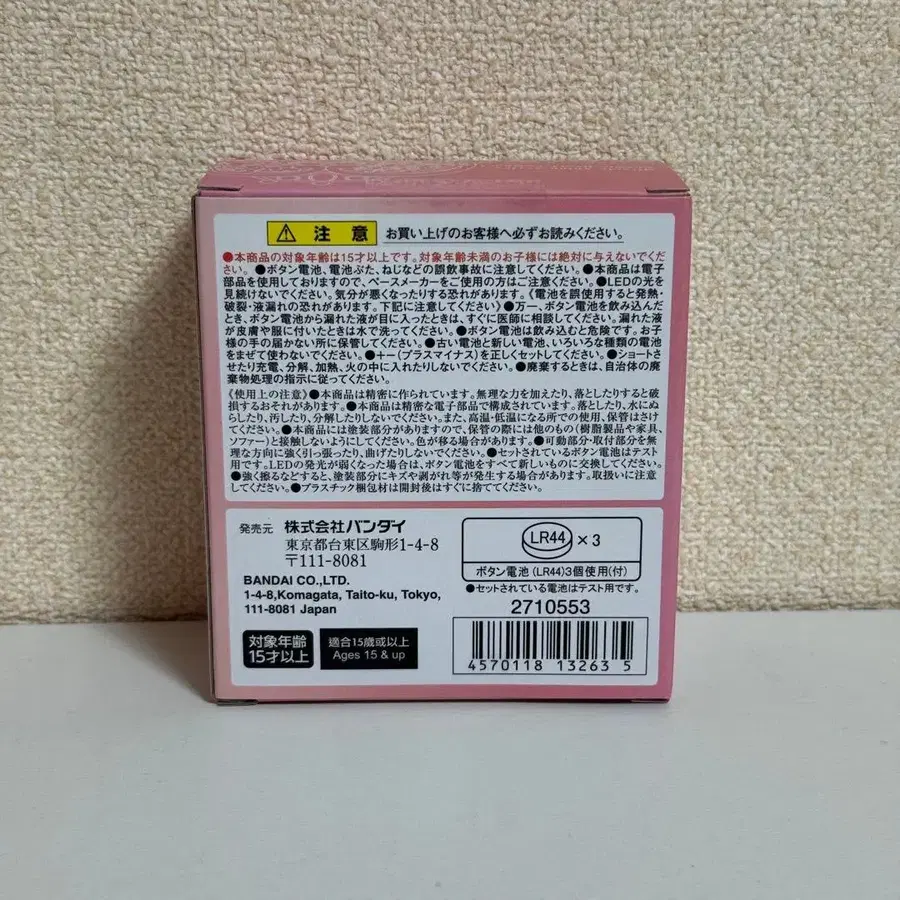 注意 お買い上げのお客様へ必ずお読みください。
●本商品の対象年齢は15才以上です。対象年齢未満のお子様には絶対に与えないでくだ
さい。●ボタン電池、電池ぶた、ねじなどの誤飲事故に注意してください。●本商品は電子
部品を使用しておりますので、ペースメーカーをご使用の方はご注意ください。●LEDの光を
見続けないでください。気分が悪くなったりする恐れがあります。《電池を誤使用すると発熱・
破裂・液漏れの恐れがあります。下記に注意してください》●万一、ボタン電池を飲み込んだ
とき、ボタン電池から漏れた液が目に入ったときは、すぐに医師に相談してください。漏れた液
が皮膚や服に付いたときは水で洗ってください。●ボタン電池は飲み込むと危険です。お子
様の手の届かない所に保管してください。●古い電池と新しい電池、いろいろな種類の電池
をまぜて使わないでください。●+−(プラスマイナス)を正しくセットしてください。●ショートさ
せたり充電、分解、加熱、火の中に入れたりしないでください。●廃棄するときは、自治体の廃
棄物処理の指示に従ってください。
《使用上の注意》●本商品は精密に作られています。無理な力を加えたり、落としたりすると破
損するおそれがあります。●本商品は精密な電子部品で構成されています。落としたり、水にぬ
らしたり、汚したり、分解したりしないでください。また、高温・低温になる所での使用、保管はさけ
てください。●本商品には塗装部分がありますので、保管の際には他のもの(樹脂製品や家具、
ソファー)と接触しないようにしてください。色が移る場合があります。●可動部分・取付部分を無
理な方向に強く引っ張ったり、曲げたりしないでください。●セットされているボタン電池はテスト
用です。LEDの発光が弱くなった場合は、ボタン電池をすべて新しいものに交換してください。
●強く擦るなどすると、塗装部分にキズや剥がれ等が発生する場合があります。取扱いに注意
してください。●プラスチック梱包材は開封後はすぐに捨ててください。
発売元 株式会社バンダイ
東京都台東区駒形1-4-8
〒111-8081
BANDAI CO.,LTD.
1-4-8,Komagata, Taito-ku, Tokyo,
111-8081 Japan
対象年齢
15才以上
適合15歲或以上
Ages 15 & up
LR44 ×3
ボタン電池(LR44)3個使用(付)
●セットされている電池はテスト用です。
2710553
4570118 132635